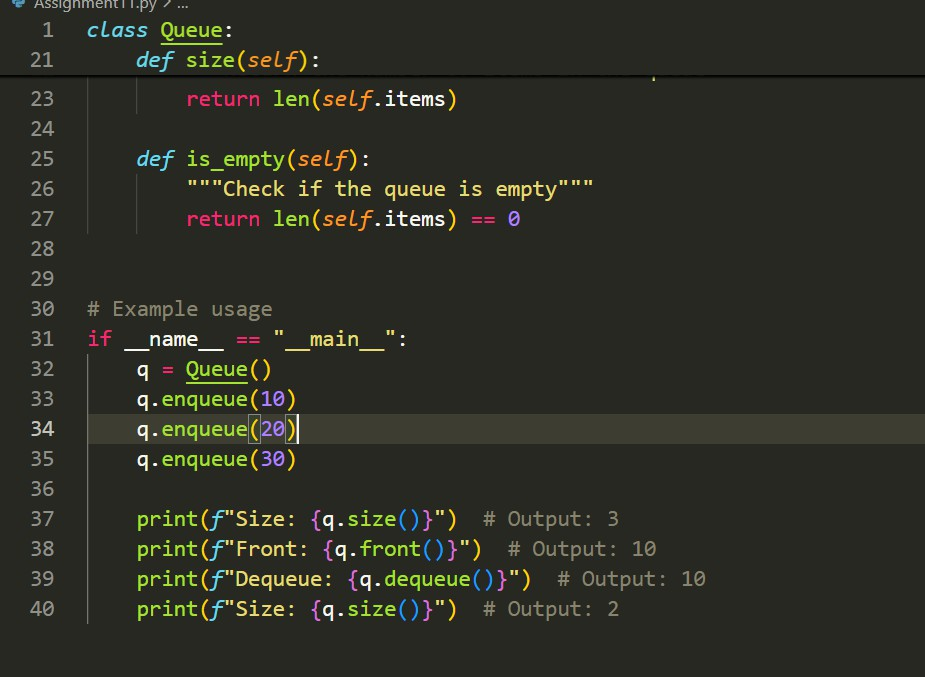 Assignment11.py > ...
1 class Queue:
21     def size(self):
23         return len(self.items)
24
25     def is_empty(self):
26         """Check if the queue is empty"""
27         return len(self.items) == 0
28
29
30 # Example usage
31 if __name__ == "__main__":
32     q = Queue()
33     q.enqueue(10)
34     q.enqueue(20)
35     q.enqueue(30)
36
37     print(f"Size: {q.size()}")  # Output: 3
38     print(f"Front: {q.front()}")  # Output: 10
39     print(f"Dequeue: {q.dequeue()}")  # Output: 10
40     print(f"Size: {q.size()}")  # Output: 2